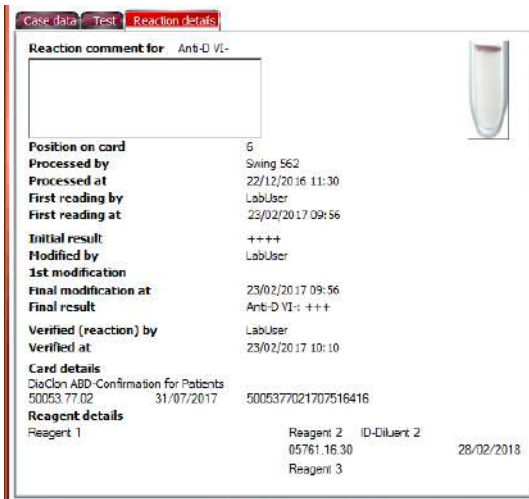 Case data Test Reaction details
Reaction comment for Anti-D VI-
Position on card 6
Processed by Swing 562
Processed at 22/12/2016 11:30
First reading by LabUser
First reading at 23/02/2017 09:56
Initial result ++++
Modified by LabUser
1st modification
Final modification at 23/02/2017 09:56
Final result Anti-D VI-: +++
Verified (reaction) by LabUser
Verified at 23/02/2017 10:10
Card details
DiaClon ABD-Confirmation for Patients
50053.77.02 31/07/2017 5005377021707516416
Reagent details
Reagent 1 Reagent 2 ID-Diluent 2
05761.16.30 28/02/2018
Reagent 3